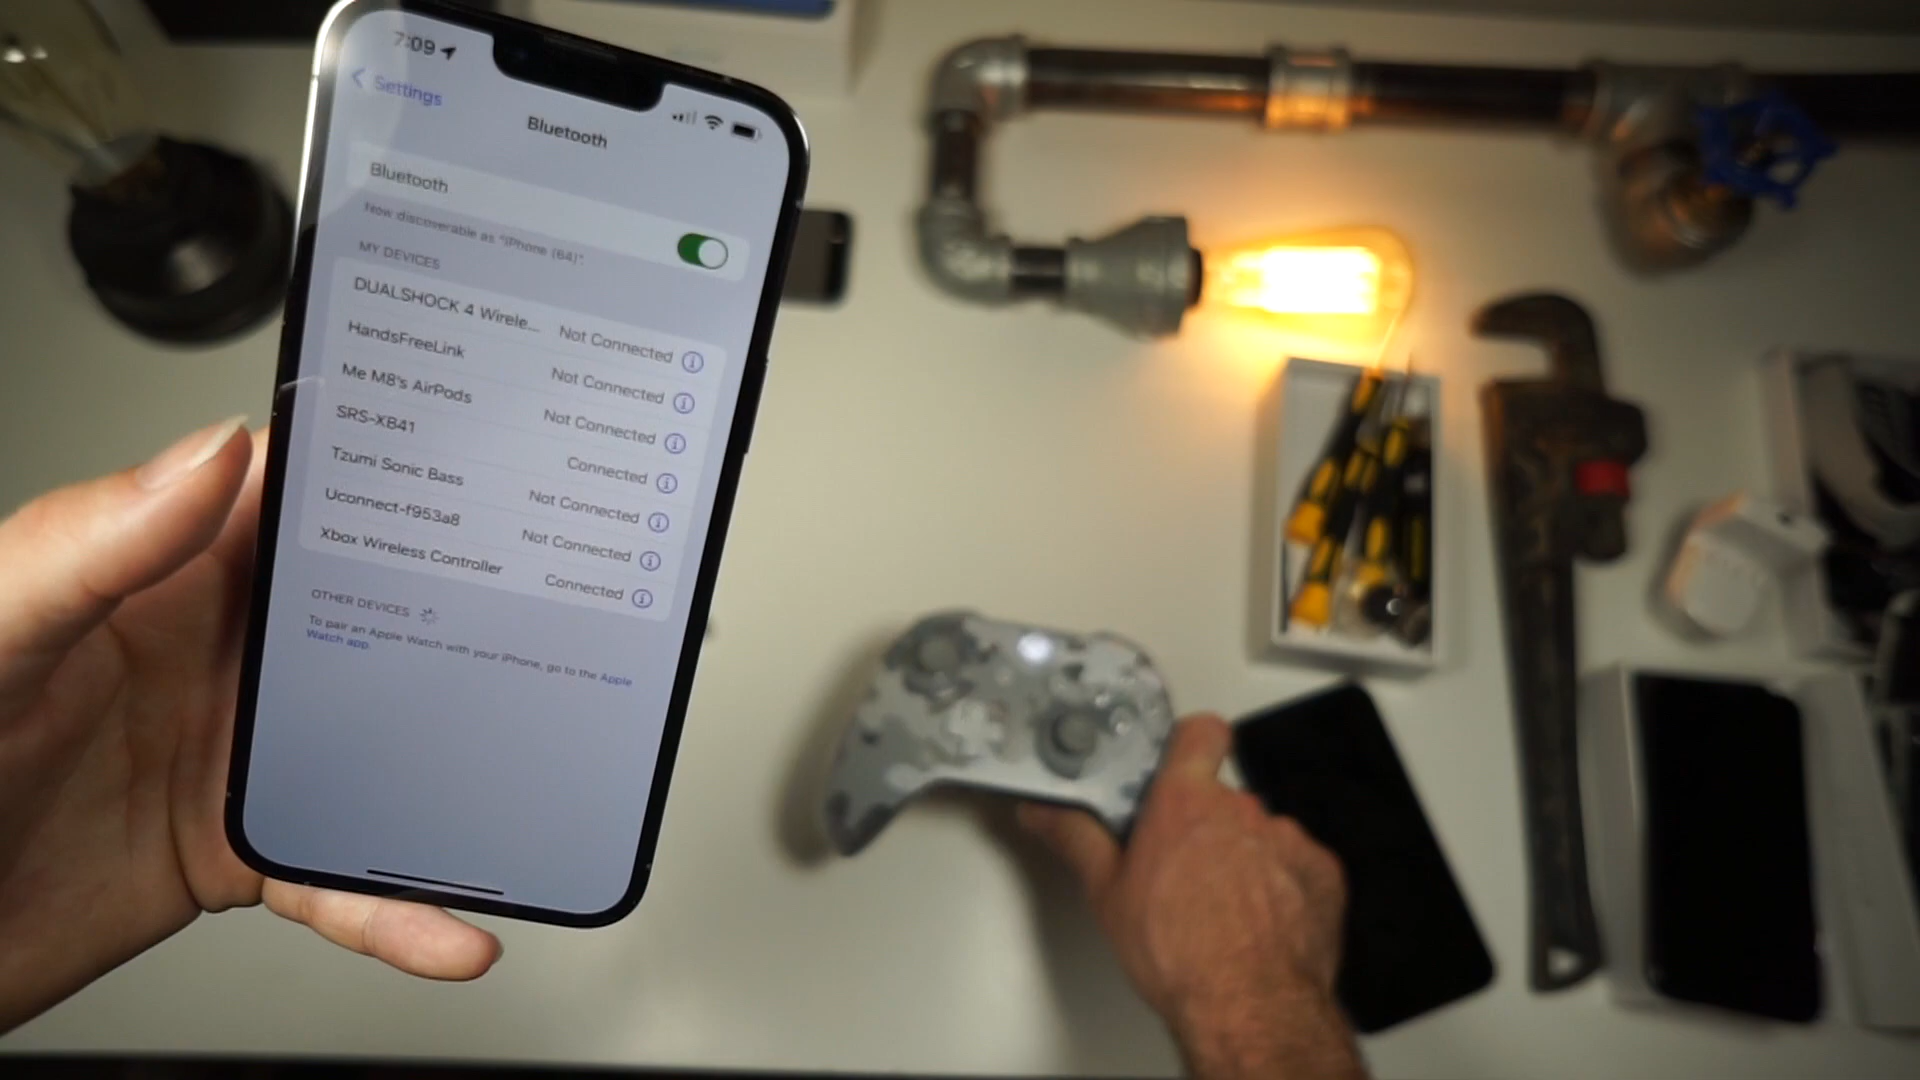 7:09
Settings
Bluetooth
Bluetooth
Now discoverable as "iPhone (64)".
MY DEVICES
DUALSHOCK 4 Wirele... Not Connected
HandsFreeLink Not Connected
Me M8's AirPods Not Connected
SRS-XB41 Connected
Tzumi Sonic Bass Not Connected
Uconnect-f953a8 Not Connected
Xbox Wireless Controller Connected
OTHER DEVICES
To pair an Apple Watch with your iPhone, go to the Apple
Watch app.